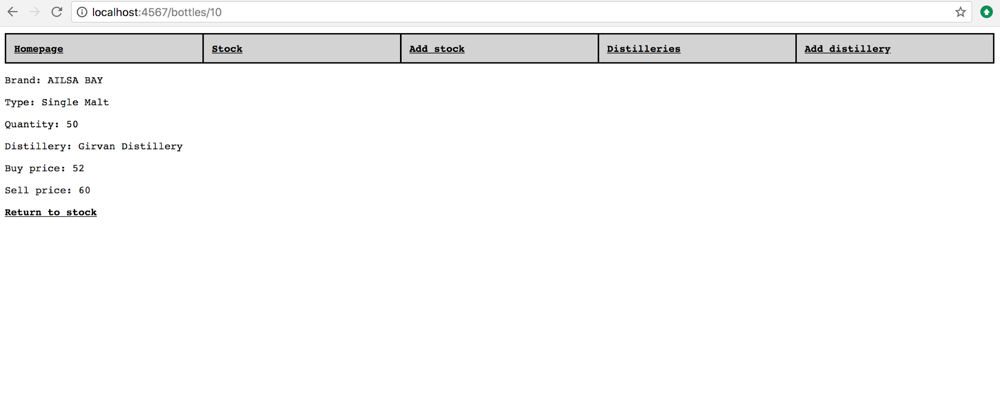 localhost:4567/bottles/10
Homepage Stock Add stock Distilleries Add distillery
Brand: AILSA BAY
Type: Single Malt
Quantity: 50
Distillery: Girvan Distillery
Buy price: 52
Sell price: 60
Return to stock